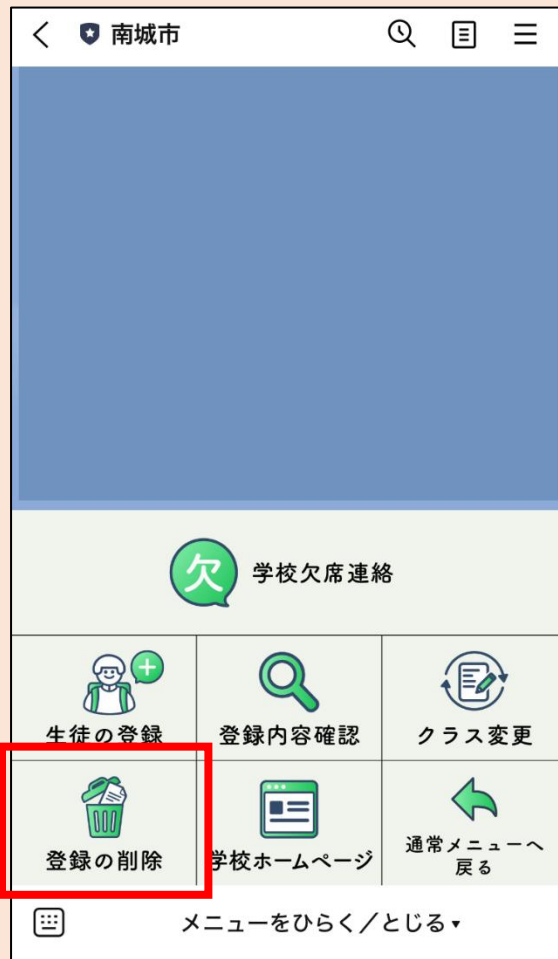 南城市
欠 学校欠席連絡
生徒の登録
登録内容確認
クラス変更
登録の削除
学校ホームページ
通常メニューへ
戻る
メニューをひらく/とじる▾